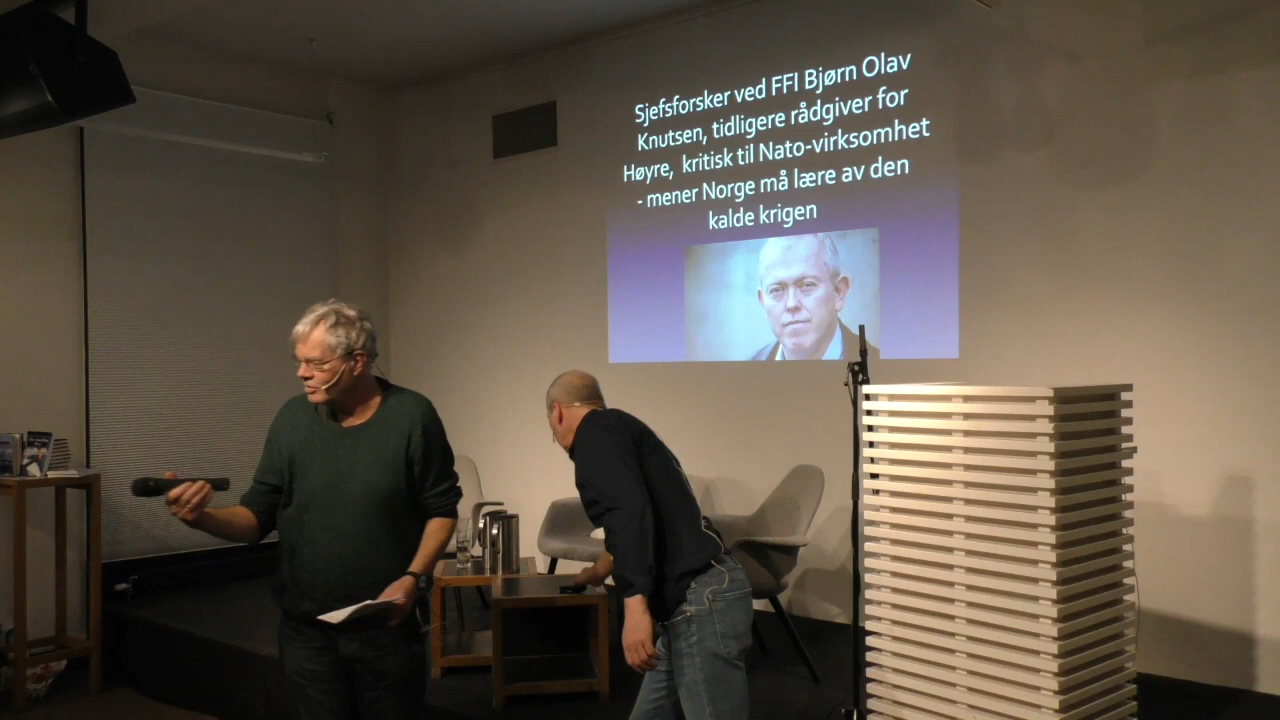 Sjefsforsker ved FFI Bjørn Olav
Knutsen, tidligere rådgiver for
Høyre, kritisk til Nato-virksomhet
- mener Norge må lære av den
kalde krigen